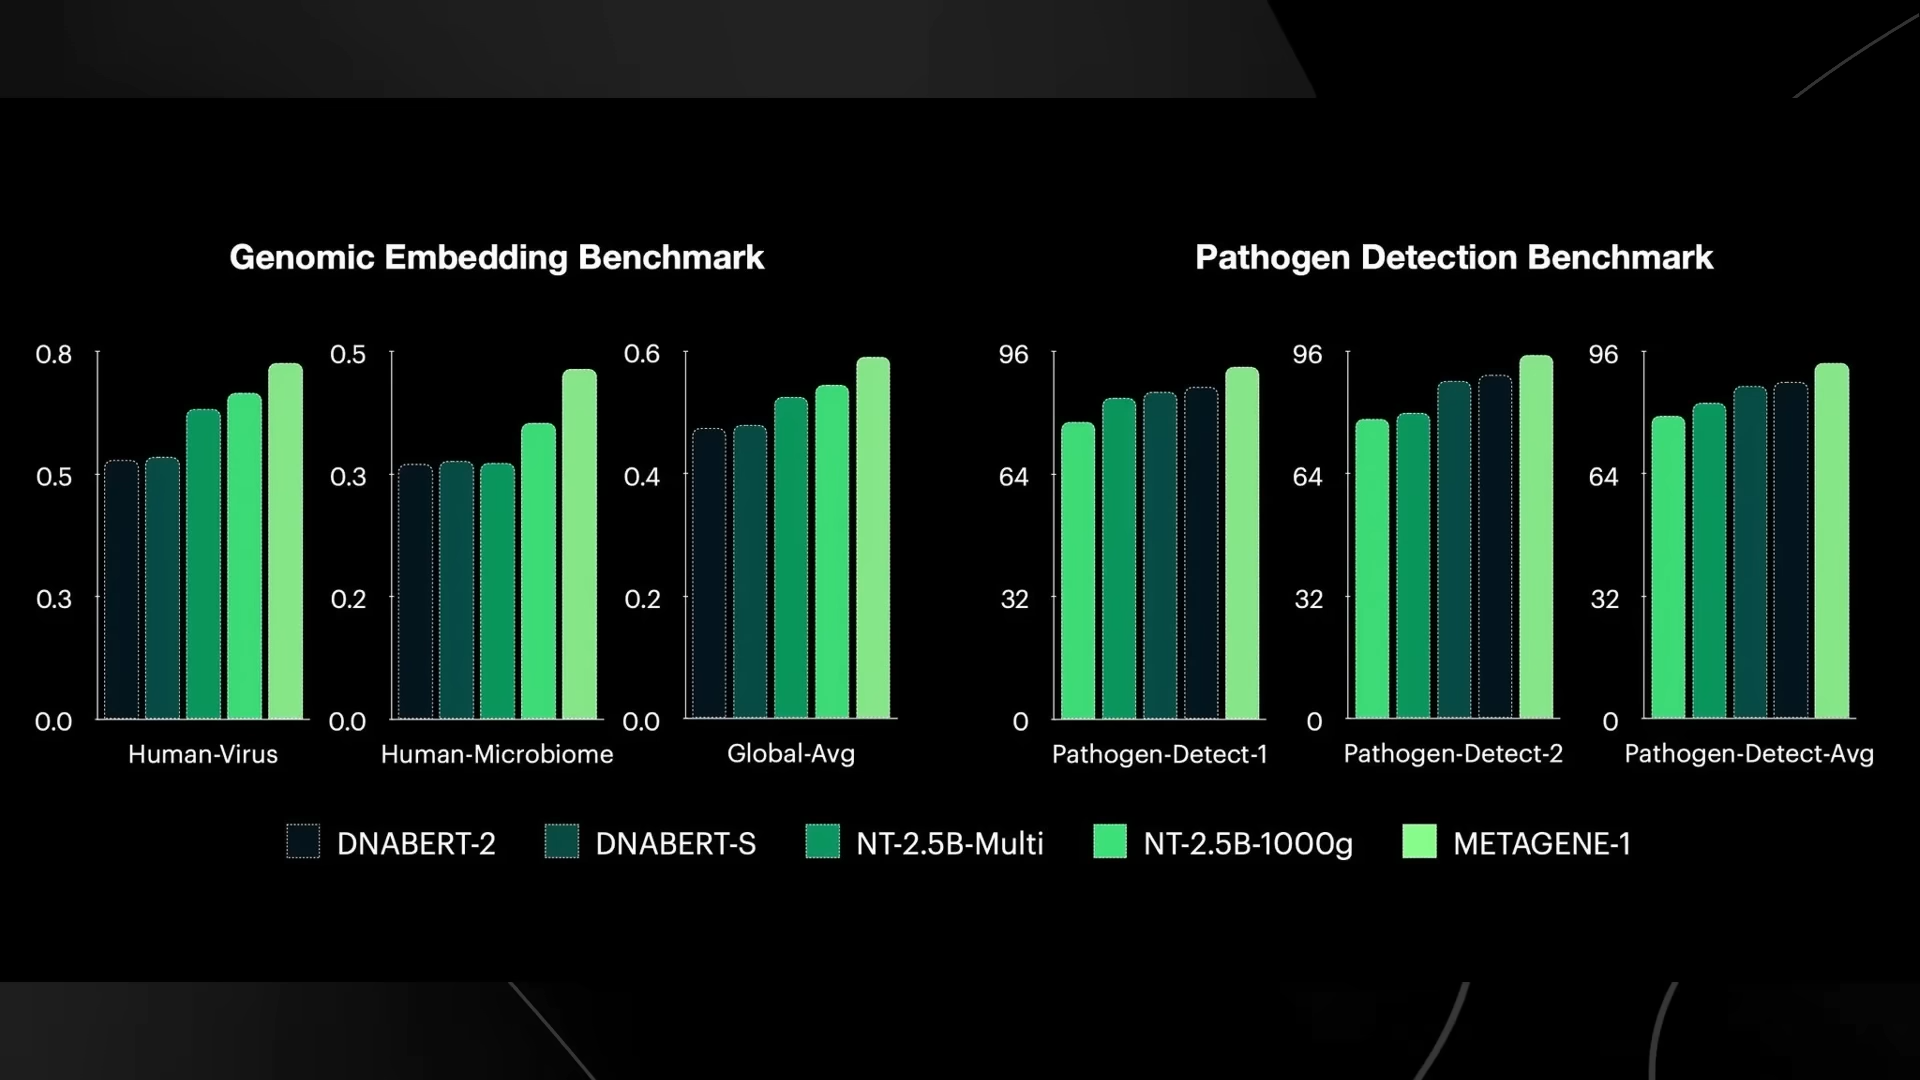 Genomic Embedding Benchmark
Pathogen Detection Benchmark
0.8
0.5
0.3
0.0
Human-Virus
0.5
0.3
0.2
0.0
Human-Microbiome
0.6
0.4
0.2
0.0
Global-Avg
96
64
32
0
Pathogen-Detect-1
96
64
32
0
Pathogen-Detect-2
96
64
32
0
Pathogen-Detect-Avg
DNABERT-2
DNABERT-S
NT-2.5B-Multi
NT-2.5B-1000g
METAGENE-1